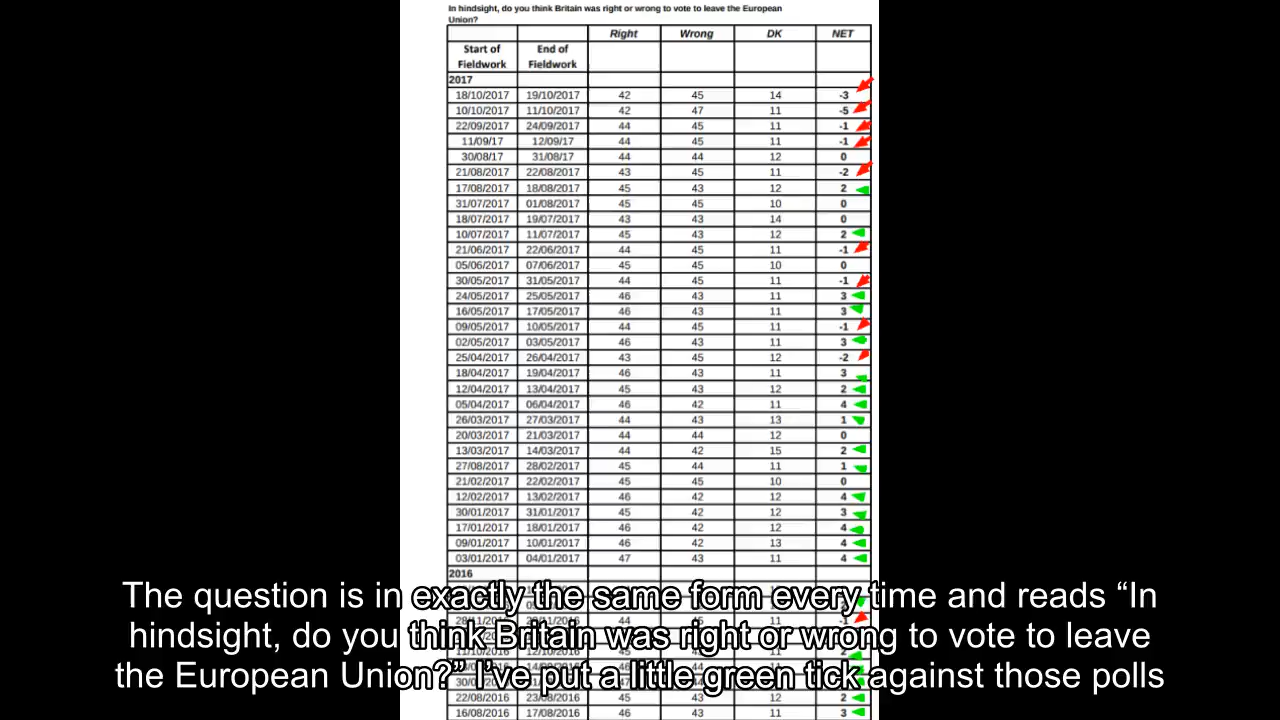 In hindsight, do you think Britain was right or wrong to vote to leave the European
Union?
Right Wrong DK NET
Start of Fieldwork End of Fieldwork
2017
18/10/2017 19/10/2017 42 45 14 -3
10/10/2017 11/10/2017 42 47 11 -5
22/09/2017 24/09/2017 44 45 11 -1
11/09/17 12/09/17 44 45 11 -1
30/08/17 31/08/17 44 44 12 0
21/08/2017 22/08/2017 43 45 11 -2
17/08/2017 18/08/2017 45 43 12 2
31/07/2017 01/08/2017 45 45 10 0
18/07/2017 19/07/2017 43 43 14 0
10/07/2017 11/07/2017 45 43 12 2
21/06/2017 22/06/2017 44 45 11 -1
05/06/2017 07/06/2017 45 45 10 0
30/05/2017 31/05/2017 44 45 11 -1
24/05/2017 25/05/2017 46 43 11 3
16/05/2017 17/05/2017 46 43 11 3
09/05/2017 10/05/2017 44 45 11 -1
02/05/2017 03/05/2017 46 43 11 3
25/04/2017 26/04/2017 43 45 12 -2
18/04/2017 19/04/2017 46 43 11 3
12/04/2017 13/04/2017 45 43 12 2
05/04/2017 06/04/2017 46 42 11 4
26/03/2017 27/03/2017 44 43 13 1
20/03/2017 21/03/2017 44 44 12 0
13/03/2017 14/03/2017 44 42 15 2
27/08/2017 28/02/2017 45 44 11 1
21/02/2017 22/02/2017 45 45 10 0
12/02/2017 13/02/2017 46 42 12 4
30/01/2017 31/01/2017 45 42 12 3
17/01/2017 18/01/2017 46 42 12 4
09/01/2017 10/01/2017 46 42 13 4
03/01/2017 04/01/2017 47 43 11 4
2016
The question is in exactly the same form every time and reads “In
hindsight, do you think Britain was right or wrong to vote to leave
the European Union?” I’ve put a little green tick against those polls
22/08/2016 23/08/2016 45 43 12 2
16/08/2016 17/08/2016 46 43 11 3